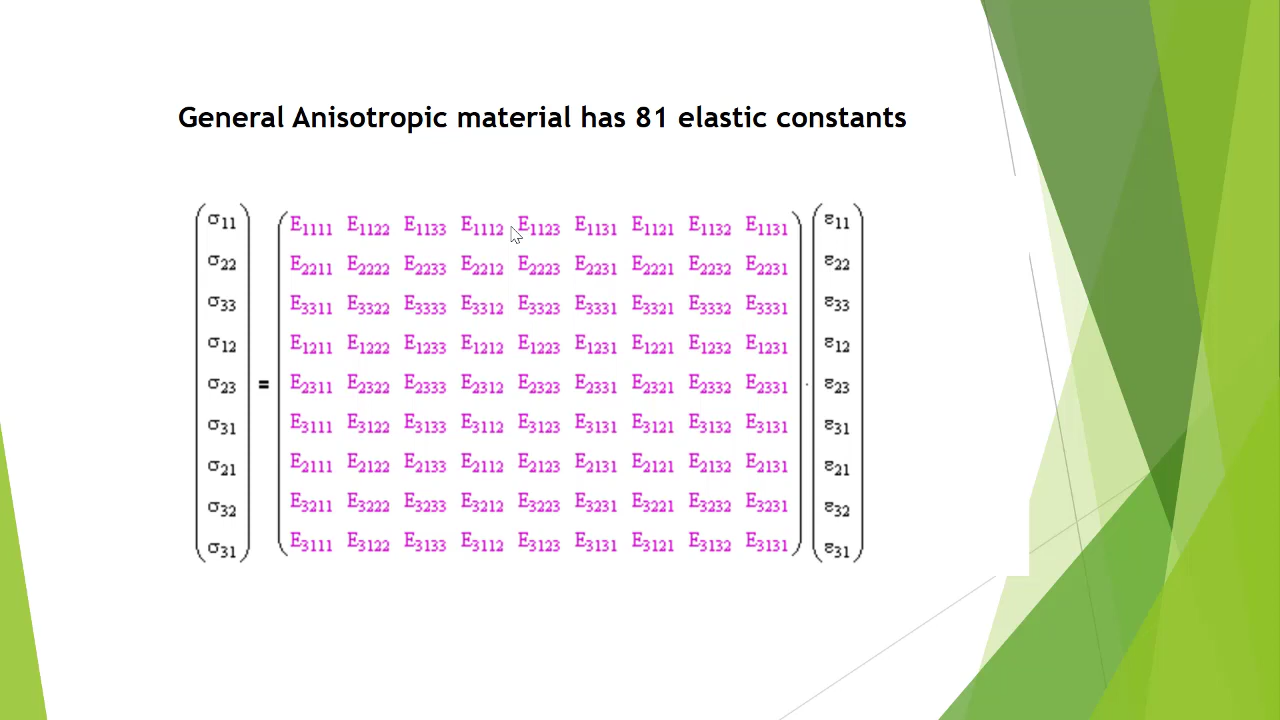 General Anisotropic material has 81 elastic constants
σ11 E1111 E1122 E1133 E1112 E1123 E1131 E1121 E1132 E1131 ε11
σ22 E2211 E2222 E2233 E2212 E2223 E2231 E2221 E2232 E2231 ε22
σ33 E3311 E3322 E3333 E3312 E3323 E3331 E3321 E3332 E3331 ε33
σ12 E1211 E1222 E1233 E1212 E1223 E1231 E1221 E1232 E1231 ε12
σ23 = E2311 E2322 E2333 E2312 E2323 E2331 E2321 E2332 E2331 · ε23
σ31 E3111 E3122 E3133 E3112 E3123 E3131 E3121 E3132 E3131 ε31
σ21 E2111 E2122 E2133 E2112 E2123 E2131 E2121 E2132 E2131 ε21
σ32 E3211 E3222 E3233 E3212 E3223 E3231 E3221 E3232 E3231 ε32
σ31 E3111 E3122 E3133 E3112 E3123 E3131 E3121 E3132 E3131 ε31